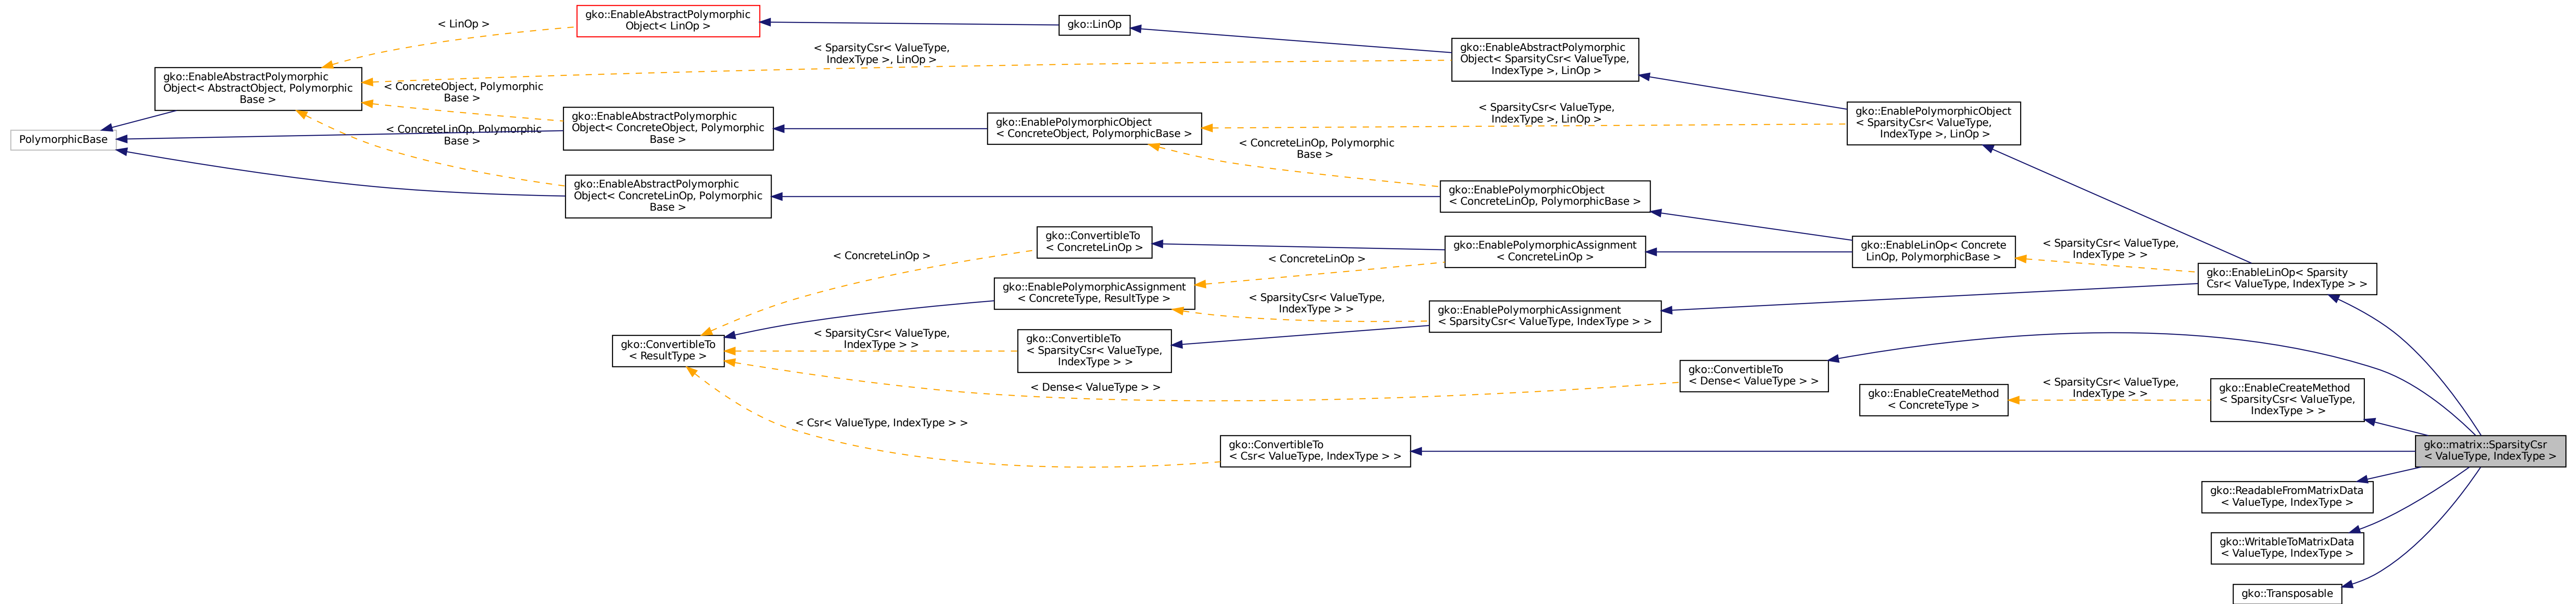 PolymorphicBase
gko::EnableAbstractPolymorphic
Object< AbstractObject, Polymorphic
Base >
< LinOp >
gko::EnableAbstractPolymorphic
Object< LinOp >
gko::LinOp
< SparsityCsr< ValueType,
IndexType >, LinOp >
gko::EnableAbstractPolymorphic
Object< SparsityCsr< ValueType,
IndexType >, LinOp >
< ConcreteObject, Polymorphic
Base >
gko::EnableAbstractPolymorphic
Object< ConcreteObject, Polymorphic
Base >
gko::EnablePolymorphicObject
< ConcreteObject, PolymorphicBase >
< SparsityCsr< ValueType,
IndexType >, LinOp >
gko::EnablePolymorphicObject
< SparsityCsr< ValueType,
IndexType >, LinOp >
< ConcreteLinOp, Polymorphic
Base >
gko::EnableAbstractPolymorphic
Object< ConcreteLinOp, Polymorphic
Base >
< ConcreteLinOp, Polymorphic
Base >
gko::EnablePolymorphicObject
< ConcreteLinOp, PolymorphicBase >
gko::ConvertibleTo
< ConcreteLinOp >
gko::EnablePolymorphicAssignment
< ConcreteLinOp >
gko::EnableLinOp< Concrete
LinOp, PolymorphicBase >
< SparsityCsr< ValueType,
IndexType > >
gko::EnableLinOp< Sparsity
Csr< ValueType, IndexType > >
< ConcreteLinOp >
< ConcreteLinOp >
gko::EnablePolymorphicAssignment
< ConcreteType, ResultType >
< SparsityCsr< ValueType,
IndexType > >
gko::EnablePolymorphicAssignment
< SparsityCsr< ValueType, IndexType > >
gko::ConvertibleTo
< ResultType >
< SparsityCsr< ValueType,
IndexType > >
gko::ConvertibleTo
< SparsityCsr< ValueType,
IndexType > >
< Dense< ValueType > >
gko::ConvertibleTo
< Dense< ValueType > >
gko::EnableCreateMethod
< ConcreteType >
< SparsityCsr< ValueType,
IndexType > >
gko::EnableCreateMethod
< SparsityCsr< ValueType,
IndexType > >
< Csr< ValueType, IndexType > >
gko::ConvertibleTo
< Csr< ValueType, IndexType > >
gko::matrix::SparsityCsr
< ValueType, IndexType >
gko::ReadableFromMatrixData
< ValueType, IndexType >
gko::WritableToMatrixData
< ValueType, IndexType >
gko::Transposable